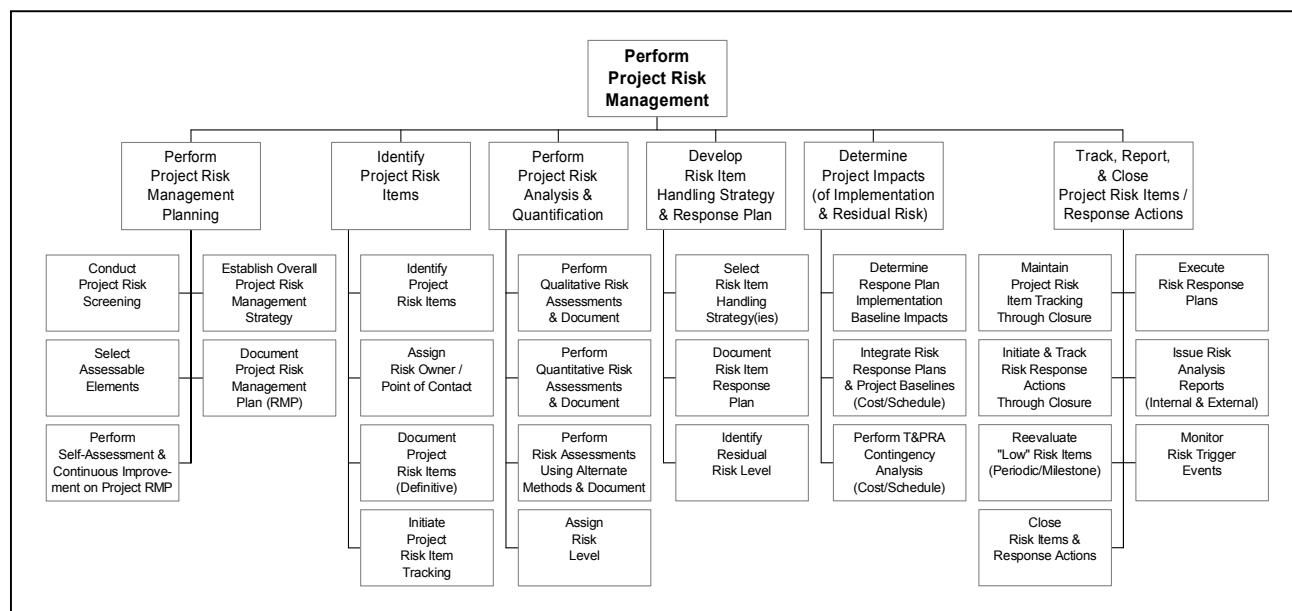 Perform
Project Risk
Management
Perform
Project Risk
Management
Planning
Identify
Project Risk
Items
Perform
Project Risk
Analysis &
Quantification
Develop
Risk Item
Handling Strategy
& Response Plan
Determine
Project Impacts
(of Implementation
& Residual Risk)
Track, Report,
& Close
Project Risk Items /
Response Actions
Conduct
Project Risk
Screening
Establish Overall
Project Risk
Management
Strategy
Select
Assessable
Elements
Document
Project Risk
Management
Plan (RMP)
Perform
Self-Assessment &
Continuous Improve-
ment on Project RMP
Identify
Project
Risk Items
Assign
Risk Owner /
Point of Contact
Document
Project
Risk Items
(Definitive)
Initiate
Project
Risk Item
Tracking
Perform
Qualitative Risk
Assessments
& Document
Perform
Quantitative Risk
Assessments
& Document
Perform
Risk Assessments
Using Alternate
Methods & Document
Assign
Risk
Level
Select
Risk Item
Handling
Strategy(ies)
Document
Risk Item
Response
Plan
Identify
Residual
Risk Level
Determine
Respone Plan
Implementation
Baseline Impacts
Integrate Risk
Response Plans
& Project Baselines
(Cost/Schedule)
Perform T&PRA
Contingency
Analysis
(Cost/Schedule)
Maintain
Project Risk
Item Tracking
Through Closure
Execute
Risk Response
Plans
Initiate & Track
Risk Response
Actions
Through Closure
Issue Risk
Analysis
Reports
(Internal & External)
Reevaluate
"Low" Risk Items
(Periodic/Milestone)
Monitor
Risk Trigger
Events
Close
Risk Items &
Response Actions